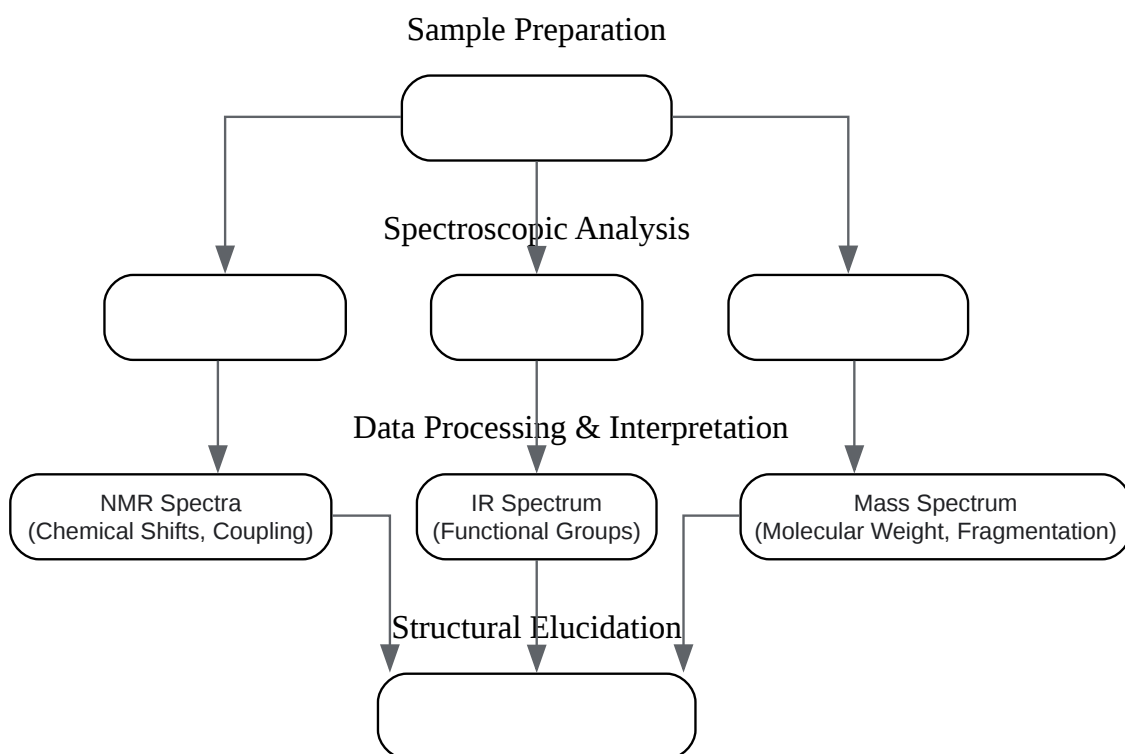 Sample Preparation
Spectroscopic Analysis
Data Processing & Interpretation
NMR Spectra
(Chemical Shifts, Coupling)
IR Spectrum
(Functional Groups)
Mass Spectrum
(Molecular Weight, Fragmentation)
Structural Elucidation